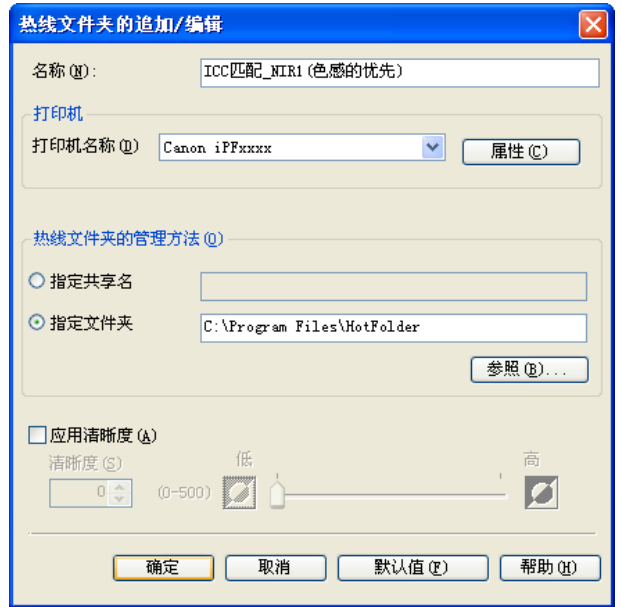 热线文件夹的追加/编辑
名称(N):
ICC匹配_NIR1(色感的优先)
打印机
打印机名称(D)
Canon iPFxxxx
属性(C)
热线文件夹的管理方法(O)
指定共享名
指定文件夹
C:\Program Files\HotFolder
参照(B)...
应用清晰度(A)
清晰度(S)
低
高
0
(0-500)
确定
取消
默认值(F)
帮助(H)